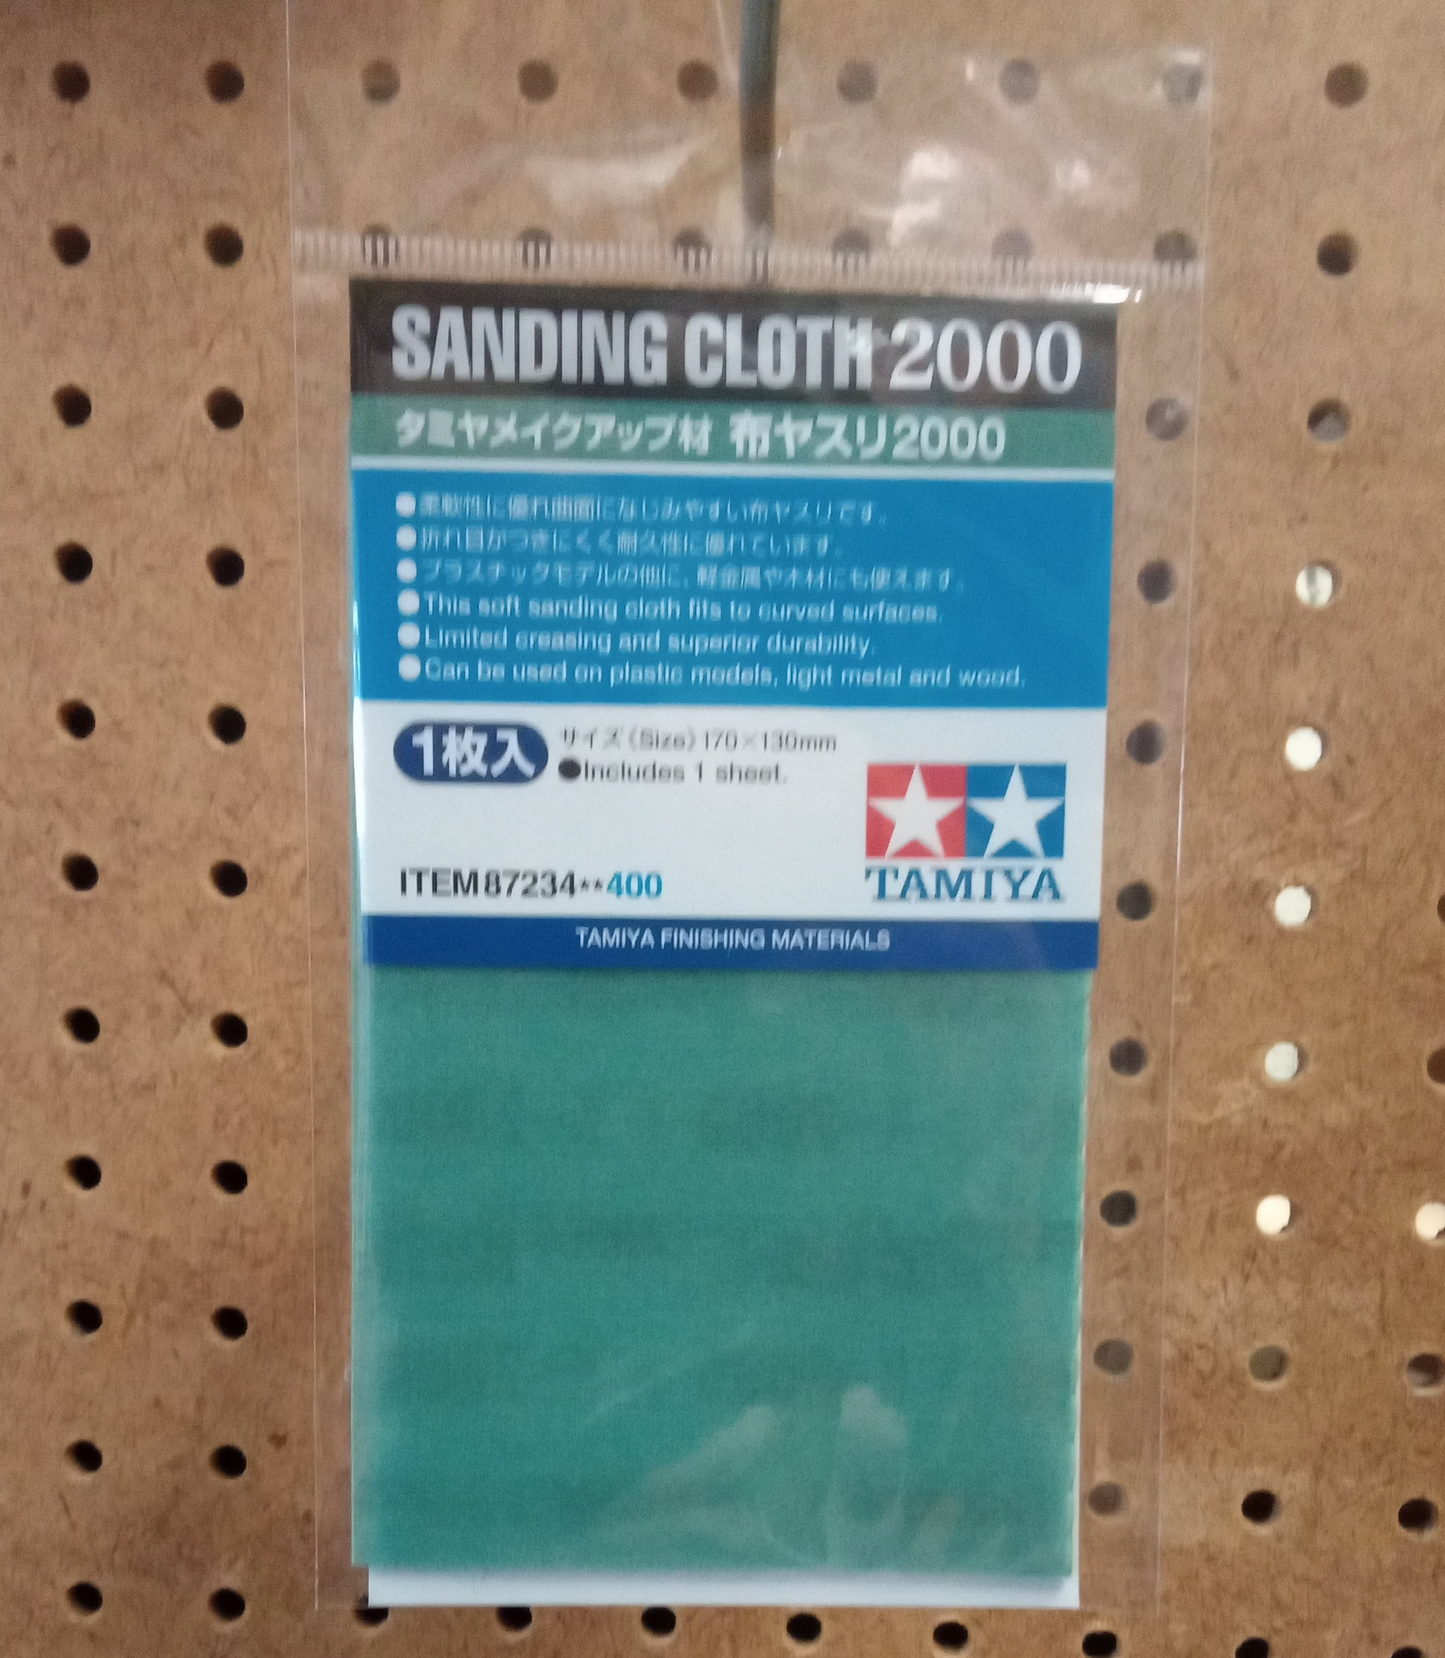 SANDING CLOTH 2000
タミヤメイクアップ材 布ヤスリ2000
●柔軟性に優れ曲面になじみやすい布ヤスリです。
●折れ目がつきにくく耐久性に優れています。
●プラスチックモデルの他に、軽金属や木材にも使えます。
●This soft sanding cloth fits to curved surfaces.
●Limited creasing and superior durability.
●Can be used on plastic models, light metal and wood.
1枚入 サイズ《Size》170×130mm
●Includes 1 sheet.
ITEM 87234**400
TAMIYA
TAMIYA FINISHING MATERIALS